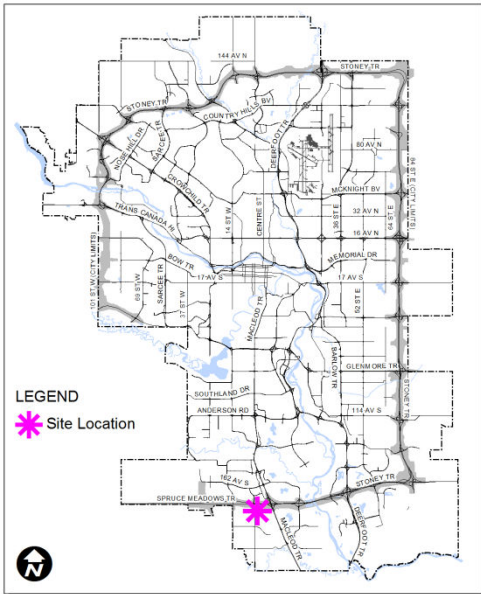 144 AV N
STONEY TR
STONEY TR
COUNTRY HILLS BV
DEERFOOT TR
NOSE HILL DR
SARCEE TR
80 AV N
CROWCHILD TR
14 ST W
CENTRE ST
MCKNIGHT BV
36 ST E
32 AV N
64 ST E
84 ST E (CITY LIMITS)
TRANS CANADA HI
16 AV N
101 ST W (CITY LIMITS)
BOW TR
MEMORIAL DR
17 AV S
17 AV S
SARCEE TR
69 ST W
37 ST W
MACLEOD TR
52 ST E
BARLOW TR
GLENMORE TR
STONEY TR
LEGEND
Site Location
SOUTHLAND DR
ANDERSON RD
114 AV S
162 AV S
STONEY TR
SPRUCE MEADOWS TR
MACLEOD TR
DEERFOOT TR
N